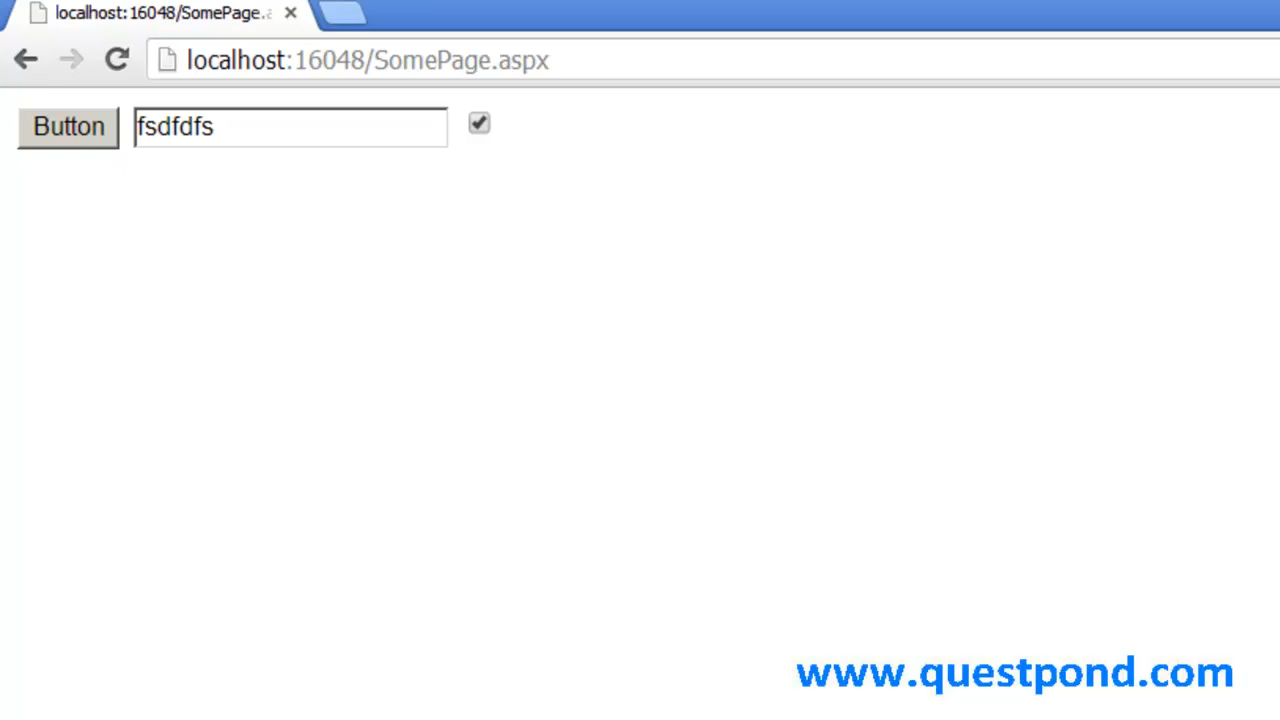 localhost:16048/SomePage.a
localhost:16048/SomePage.aspx
Button fsdfdfs
www.questpond.com